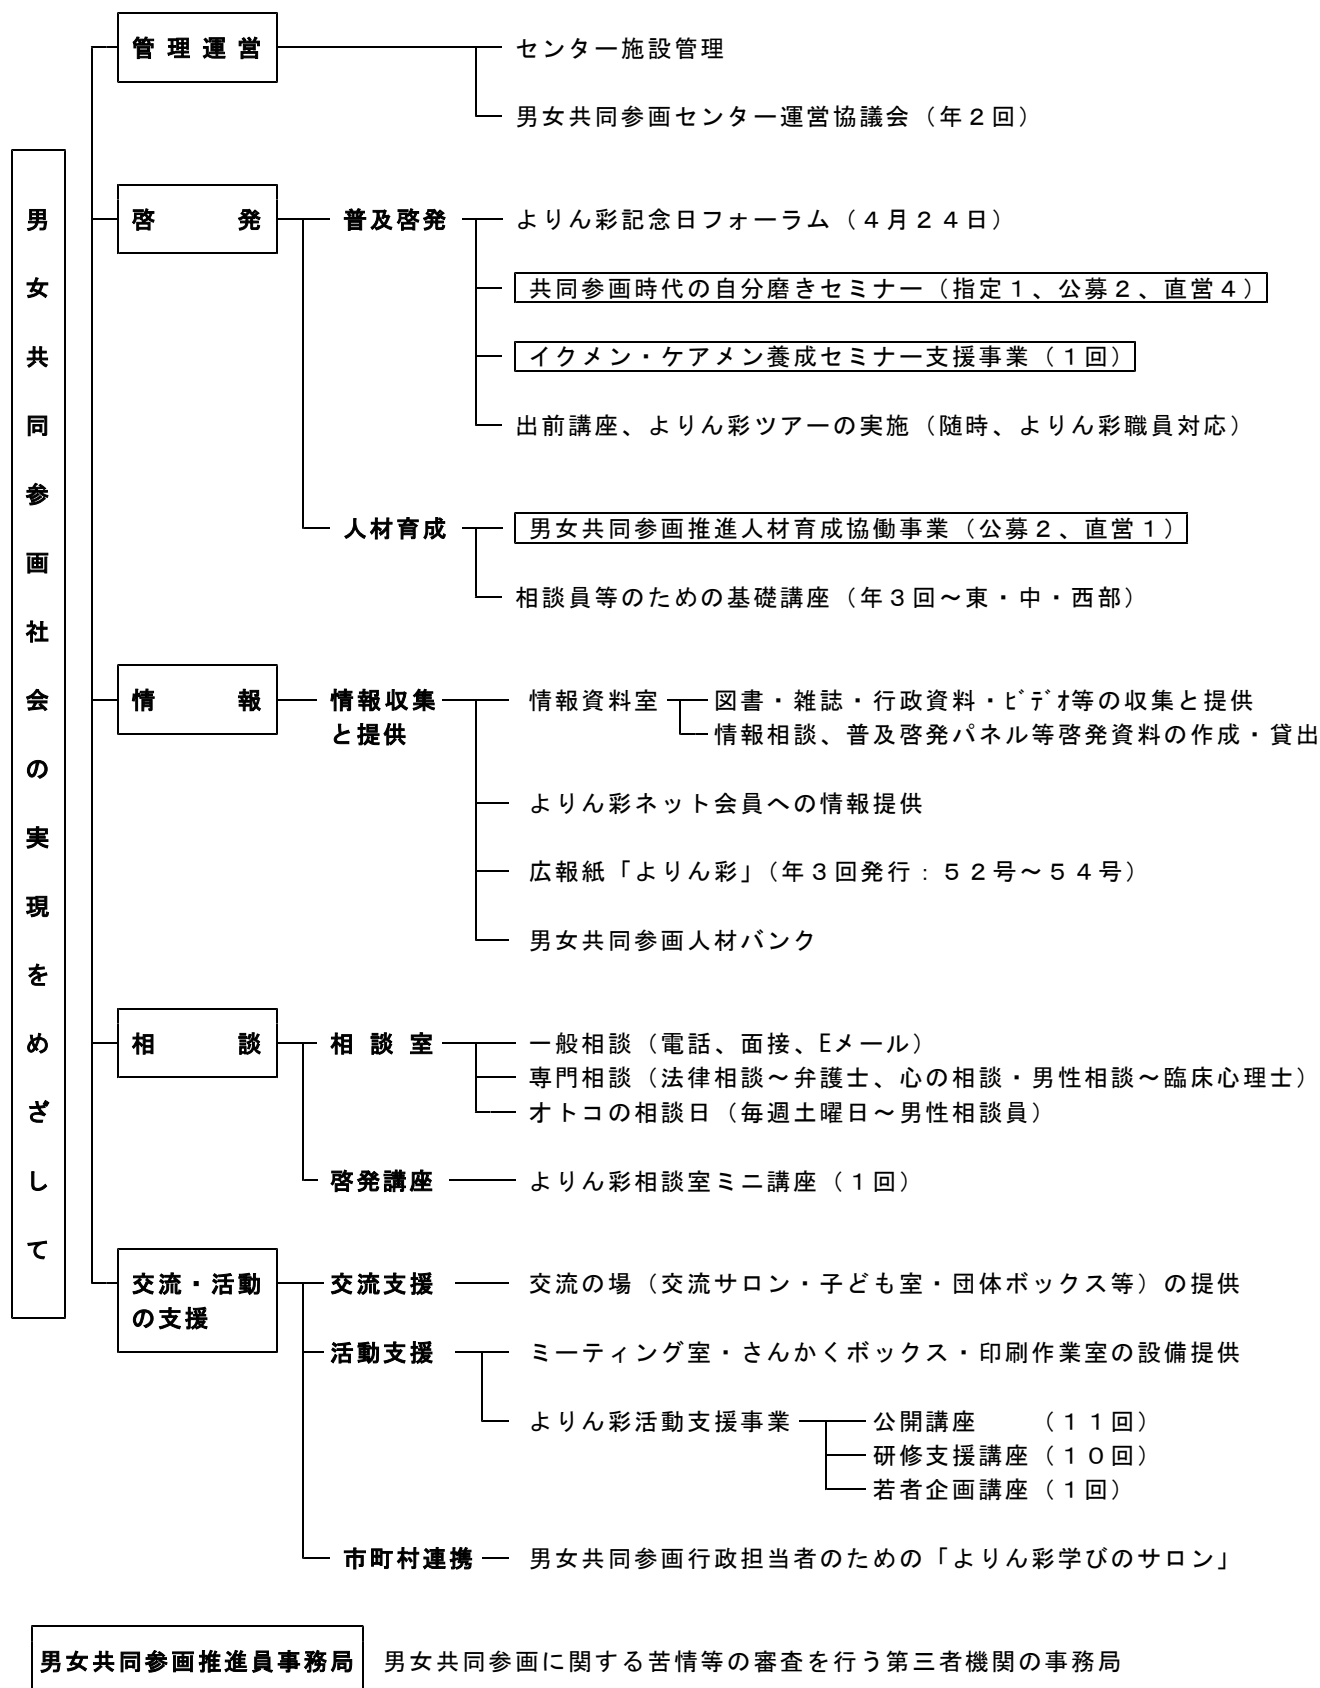 男女共同参画社会の実現をめざして
管理運営
センター施設管理
男女共同参画センター運営協議会（年２回）
啓発
普及啓発
よりん彩記念日フォーラム（４月２４日）
共同参画時代の自分磨きセミナー（指定１、公募２、直営４）
イクメン・ケアメン養成セミナー支援事業（１回）
出前講座、よりん彩ツアーの実施（随時、よりん彩職員対応）
人材育成
男女共同参画推進人材育成協働事業（公募２、直営１）
相談員等のための基礎講座（年３回～東・中・西部）
情報
情報収集
と提供
情報資料室
図書・雑誌・行政資料・ﾋﾞﾃﾞｵ等の収集と提供
情報相談、普及啓発パネル等啓発資料の作成・貸出
よりん彩ネット会員への情報提供
広報紙「よりん彩」（年３回発行：５２号～５４号）
男女共同参画人材バンク
相談
相談室
一般相談（電話、面接、Eメール）
専門相談（法律相談～弁護士、心の相談・男性相談～臨床心理士）
オトコの相談日（毎週土曜日～男性相談員）
啓発講座
よりん彩相談室ミニ講座（１回）
交流・活動
の支援
交流支援
交流の場（交流サロン・子ども室・団体ボックス等）の提供
活動支援
ミーティング室・さんかくボックス・印刷作業室の設備提供
よりん彩活動支援事業
公開講座　　（１１回）
研修支援講座（１０回）
若者企画講座（１回）
市町村連携
男女共同参画行政担当者のための「よりん彩学びのサロン」
男女共同参画推進員事務局
男女共同参画に関する苦情等の審査を行う第三者機関の事務局